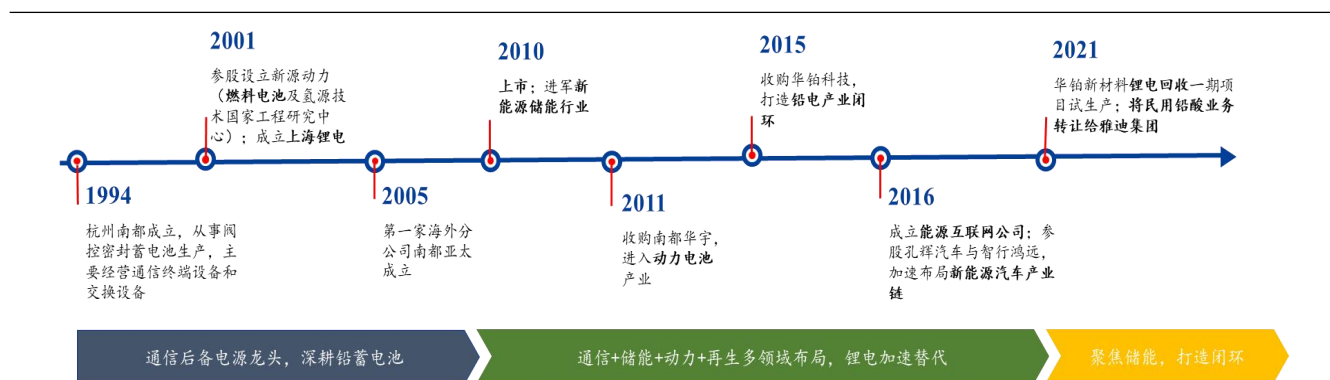 2001
参股设立新源动力
（燃料电池及氢源技
术国家工程研究中
心）；成立上海锂电
2010
上市；进军新
能源储能行业
2015
收购华铂科技，
打造铅电产业闭
环
2021
华铂新材料锂电回收一期项
目试生产；将民用铅酸业务
转让给雅迪集团
1994
杭州南都成立，从事阀
控密封蓄电池生产，主
要经营通信终端设备和
交换设备
2005
第一家海外分
公司南都亚太
成立
2011
收购南都华宇，
进入动力电池
产业
2016
成立能源互联网公司；参
股孔辉汽车与智行鸿远，
加速布局新能源汽车产业
链
通信后备电源龙头，深耕铅蓄电池
通信+储能+动力+再生多领域布局，锂电加速替代
聚焦储能，打造闭环